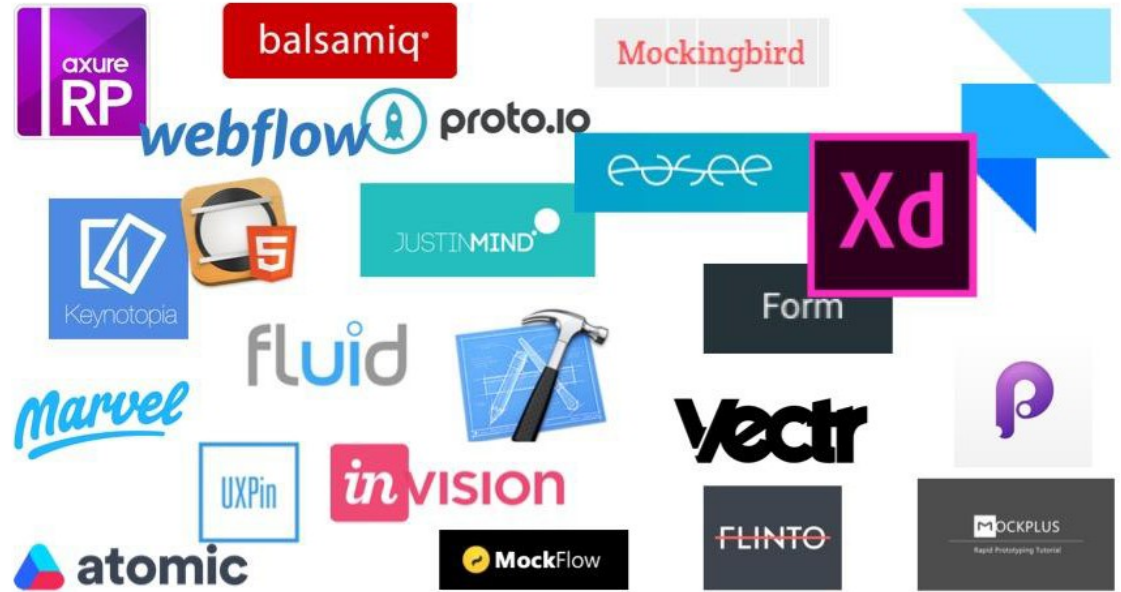 axure
RP
balsamiq®
Mockingbird
webflow
proto.io
easee
Xd
Keynotopia
5
JUSTINMIND
Form
fluid
Marvel
Vectr
P
UXPin
inVISION
FLINTO
MOCKPLUS
Rapid Prototyping Tutorial
atomic
MockFlow